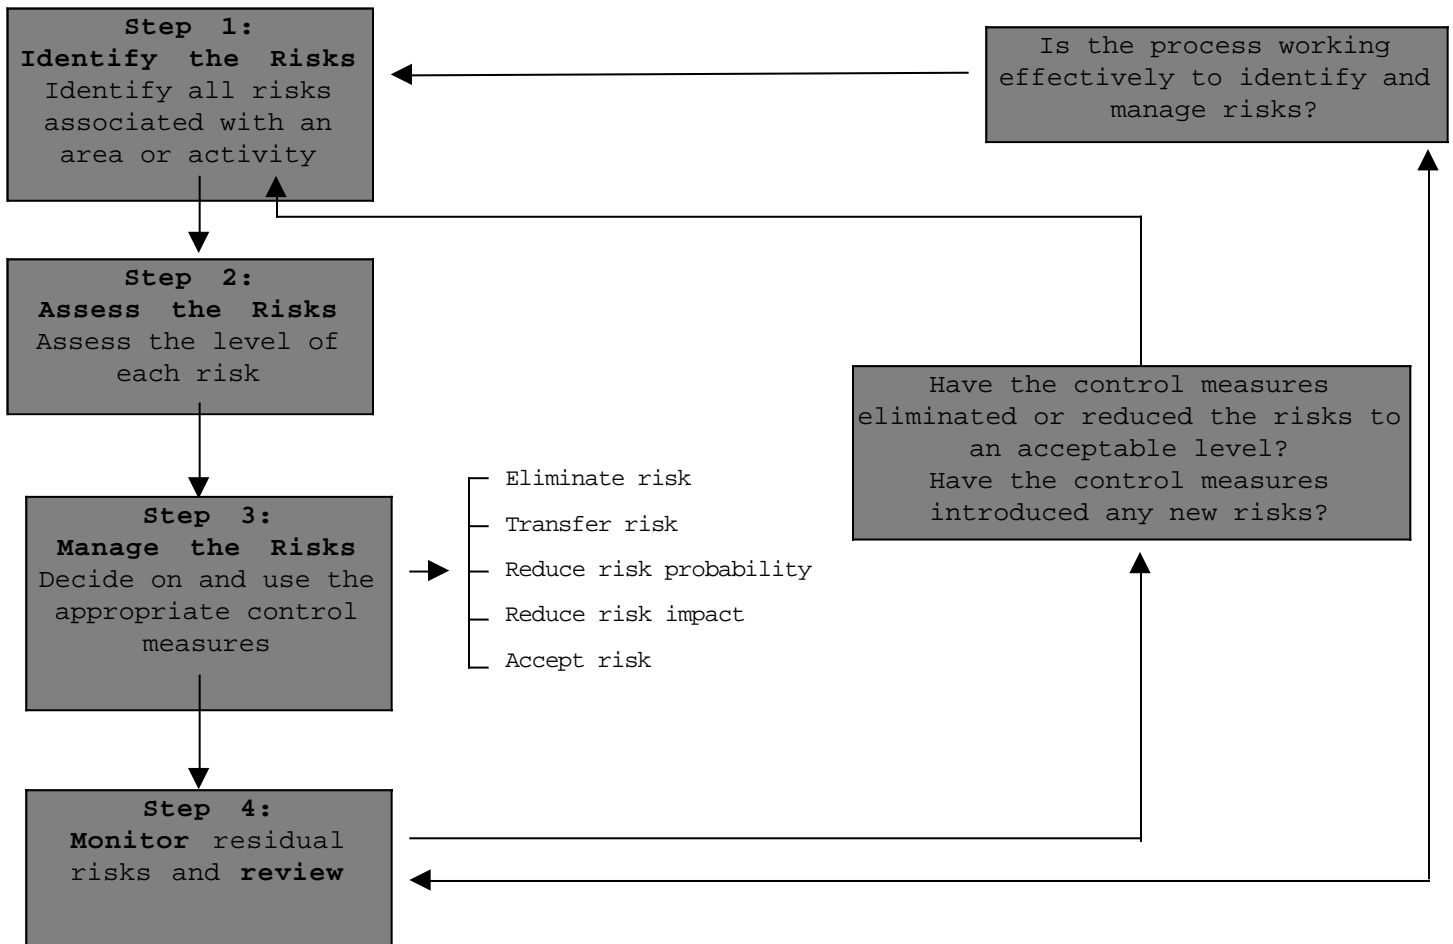 Step 1:
Identify the Risks
Identify all risks
associated with an
area or activity
Is the process working
effectively to identify and
manage risks?
Step 2:
Assess the Risks
Assess the level of
each risk
Have the control measures
eliminated or reduced the risks to
an acceptable level?
Have the control measures
introduced any new risks?
Step 3:
Manage the Risks
Decide on and use the
appropriate control
measures
Eliminate risk
Transfer risk
Reduce risk probability
Reduce risk impact
Accept risk
Step 4:
Monitor residual
risks and review